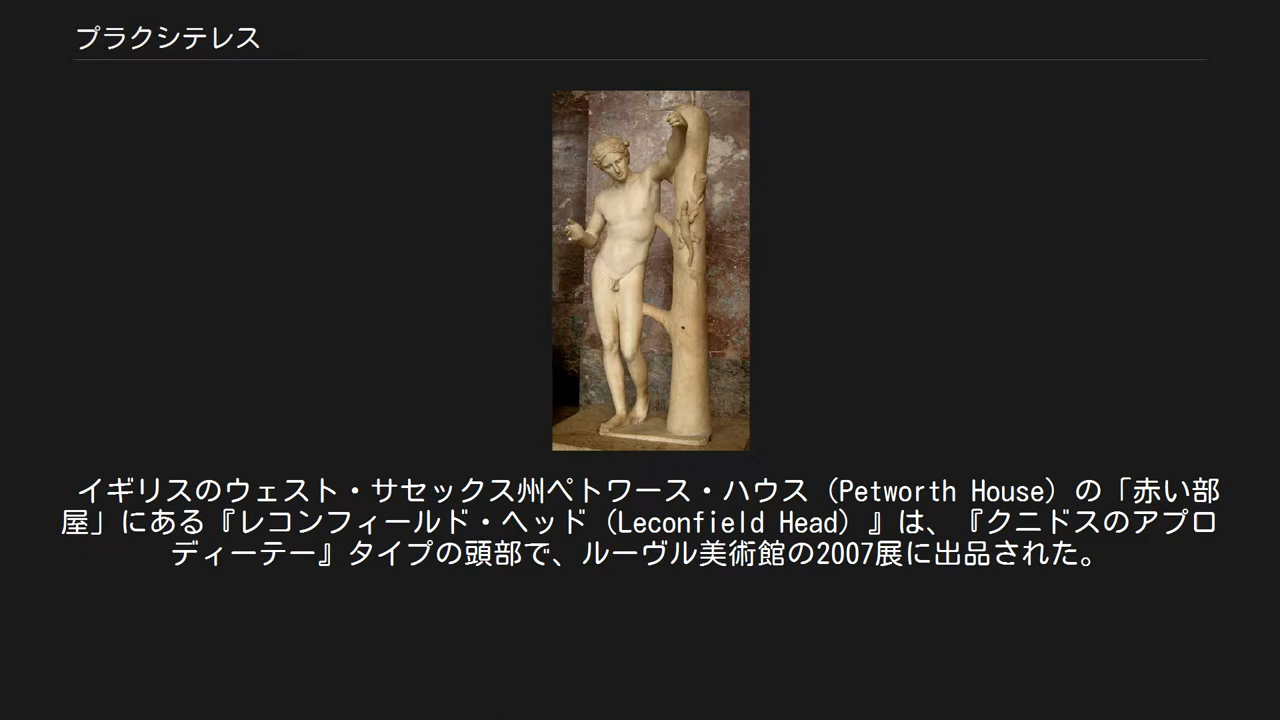 プラクシテレス
イギリスのウェスト・サセックス州ペトワース・ハウス（Petworth House）の「赤い部
屋」にある『レコンフィールド・ヘッド（Leconfield Head）』は、『クニドスのアプロ
ディーテー』タイプの頭部で、ルーヴル美術館の2007展に出品された。